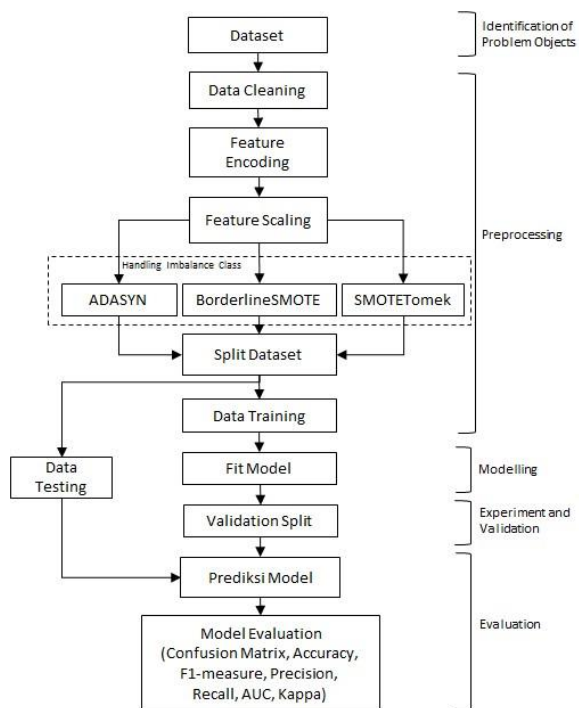 Dataset
Identification of
Problem Objects
Data Cleaning
Feature
Encoding
Feature Scaling
Preprocessing
Handling Imbalance Class
ADASYN
BorderlineSMOTE
SMOTETomek
Split Dataset
Data Training
Data
Testing
Fit Model
Modelling
Validation Split
Experiment and
Validation
Prediksi Model
Model Evaluation
(Confusion Matrix, Accuracy,
F1-measure, Precision,
Recall, AUC, Kappa)
Evaluation